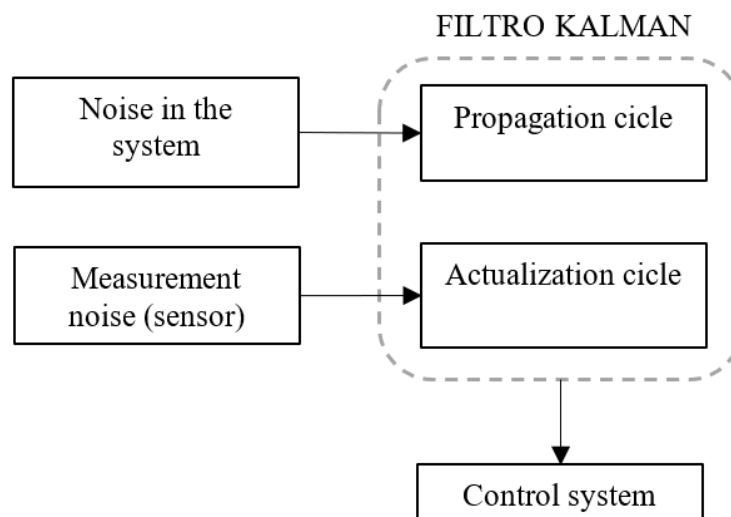 FILTRO KALMAN
Noise in the
system
Propagation cicle
Measurement
noise (sensor)
Actualization cicle
Control system